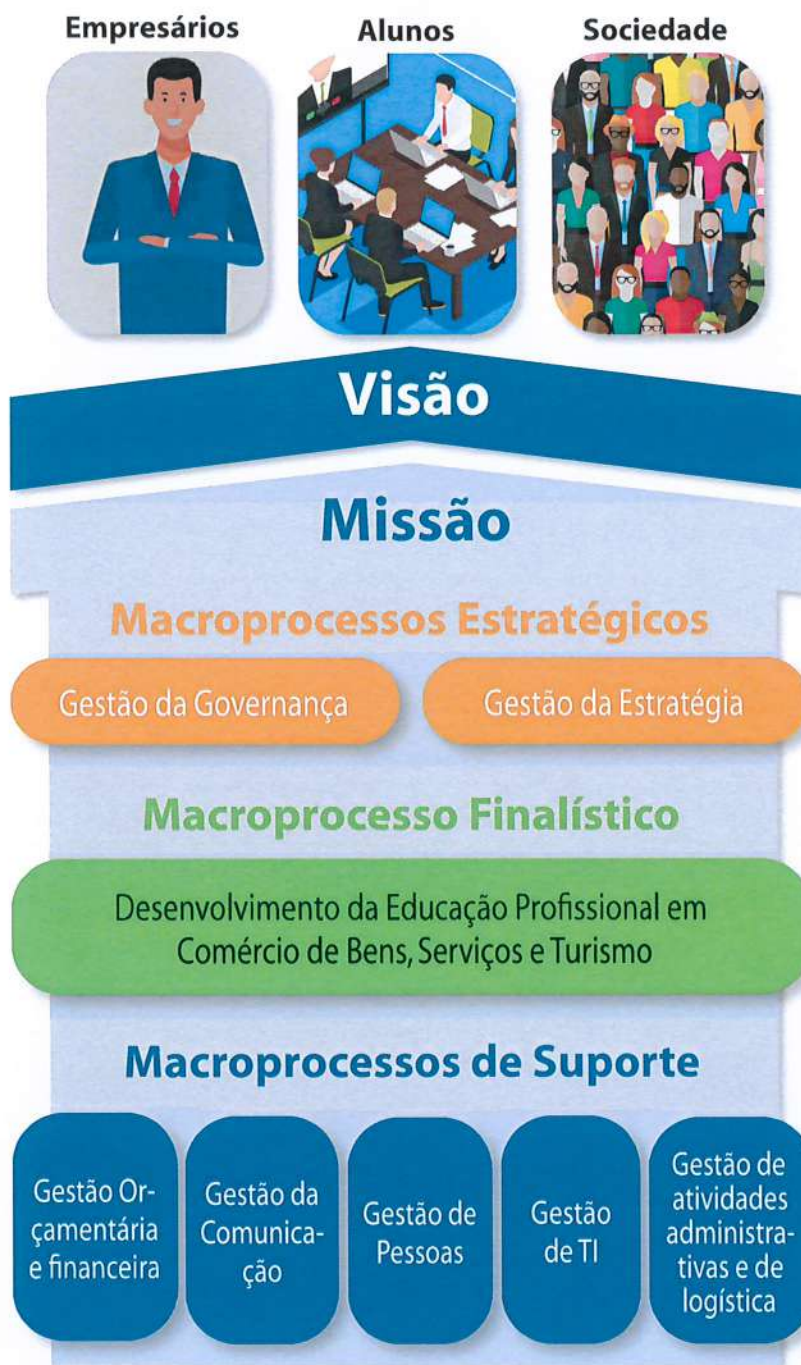 Empresários
Alunos
Sociedade
Visão
Missão
Macroprocessos Estratégicos
Gestão da Governança
Gestão da Estratégia
Macroprocesso Finalístico
Desenvolvimento da Educação Profissional em
Comércio de Bens, Serviços e Turismo
Macroprocessos de Suporte
Gestão Or-
çamentária
e financeira
Gestão da
Comunica-
ção
Gestão de
Pessoas
Gestão
de TI
Gestão de
atividades
administra-
tivas e de
logística